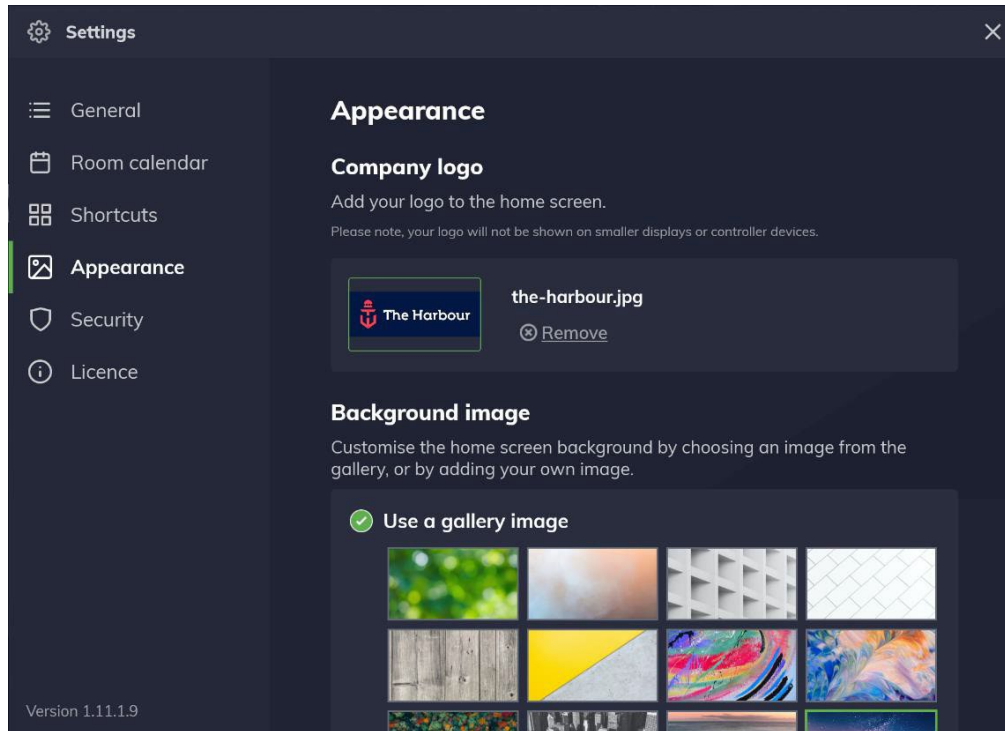 Settings
General
Room calendar
Shortcuts
Appearance
Security
Licence
Version 1.11.1.9
Appearance
Company logo
Add your logo to the home screen.
Please note, your logo will not be shown on smaller displays or controller devices.
The Harbour
the-harbour.jpg
Remove
Background image
Customise the home screen background by choosing an image from the
gallery, or by adding your own image.
Use a gallery image